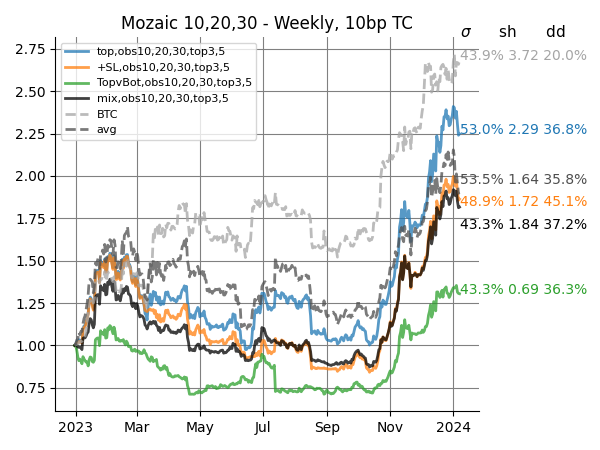 Mozaic 10,20,30 - Weekly, 10bp TC
σ sh dd
top,obs10,20,30,top3,5
+SL,obs10,20,30,top3,5
TopvBot,obs10,20,30,top3,5
mix,obs10,20,30,top3,5
BTC
avg
43.9% 3.72 20.0%
53.0% 2.29 36.8%
53.5% 1.64 35.8%
48.9% 1.72 45.1%
43.3% 1.84 37.2%
43.3% 0.69 36.3%
2.75
2.50
2.25
2.00
1.75
1.50
1.25
1.00
0.75
2023 Mar May Jul Sep Nov 2024